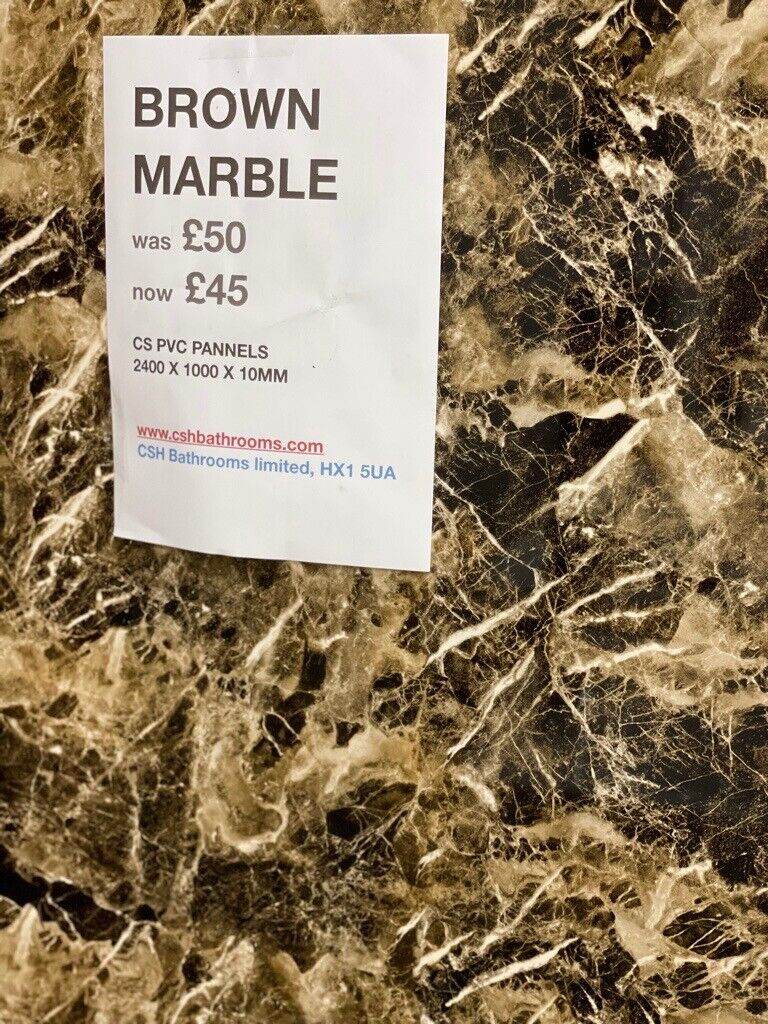 BROWN
MARBLE
was £50
now £45
CS PVC PANNELS
2400 X 1000 X 10MM
www.cshbathrooms.com
CSH Bathrooms limited, HX1 5UA